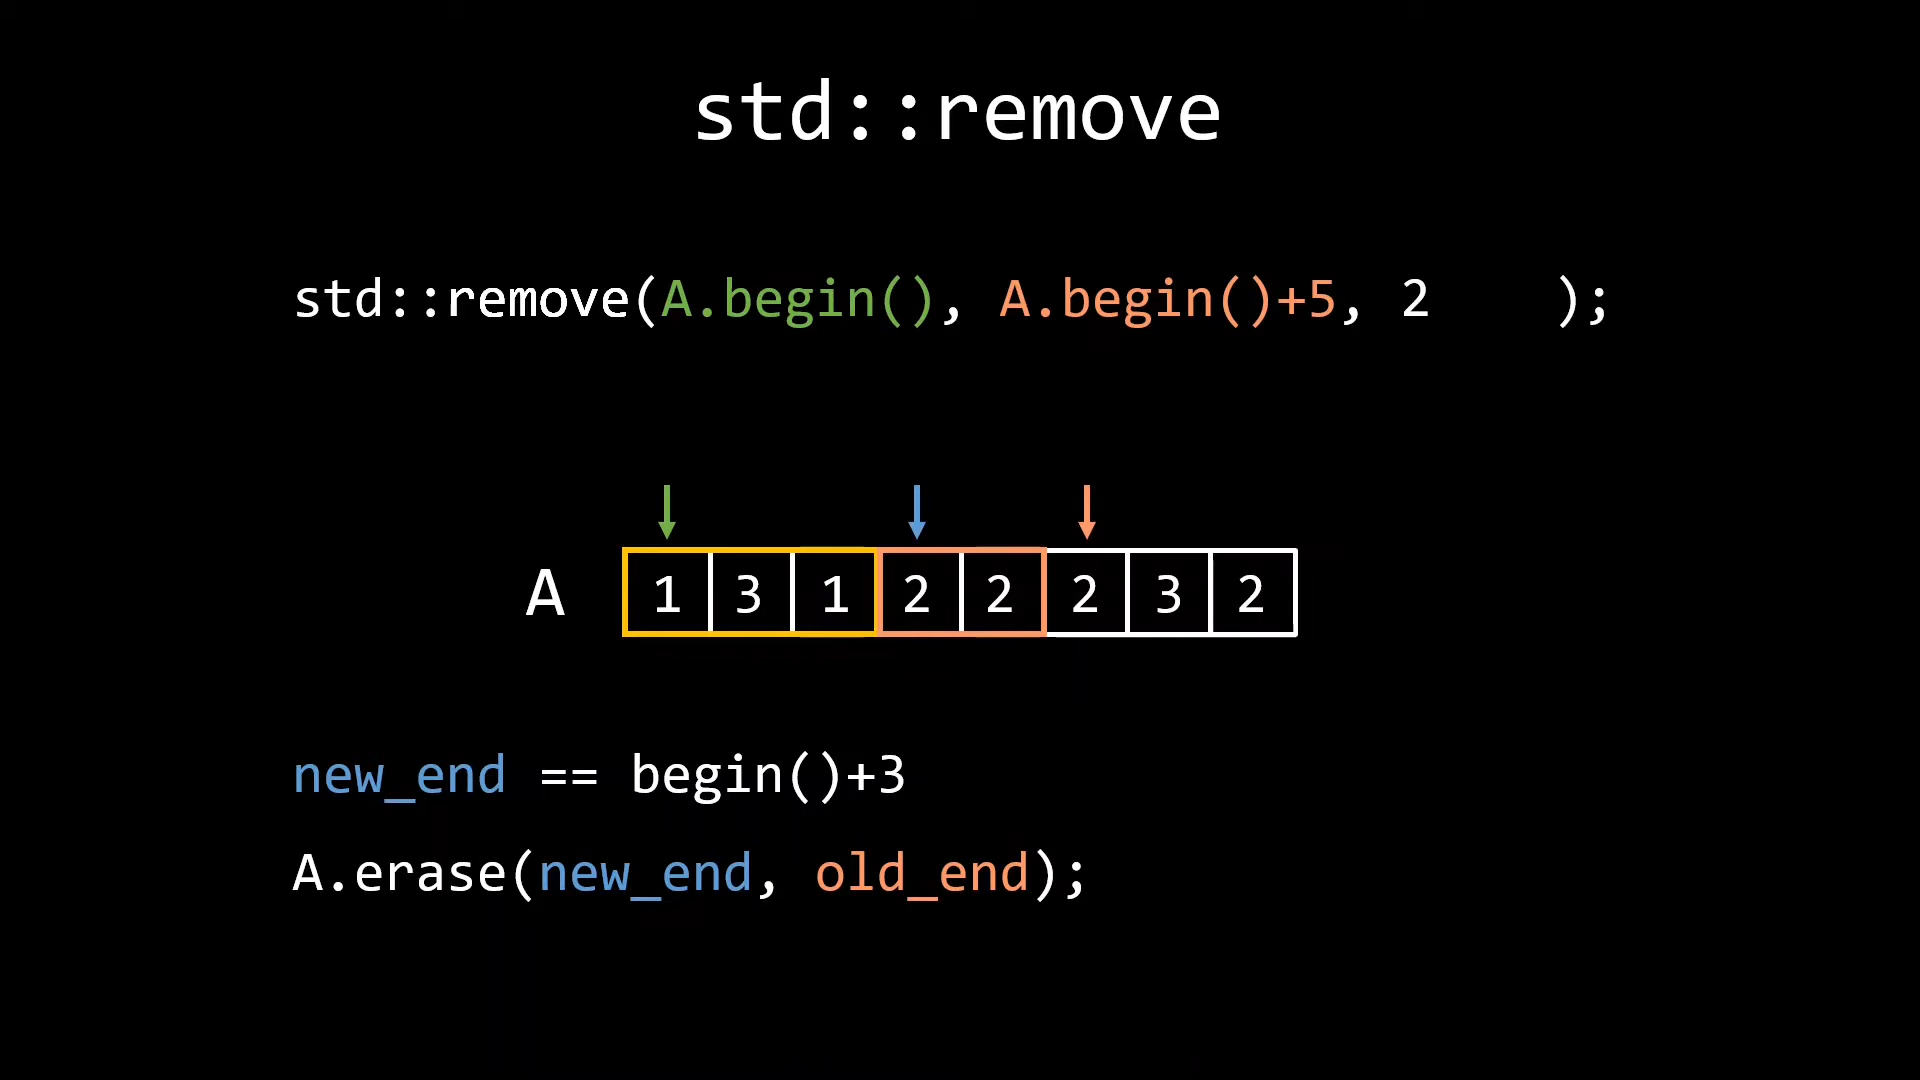 std::remove
std::remove(A.begin(), A.begin()+5, 2    );
A 1 3 1 2 2 2 3 2
new_end == begin()+3
A.erase(new_end, old_end);